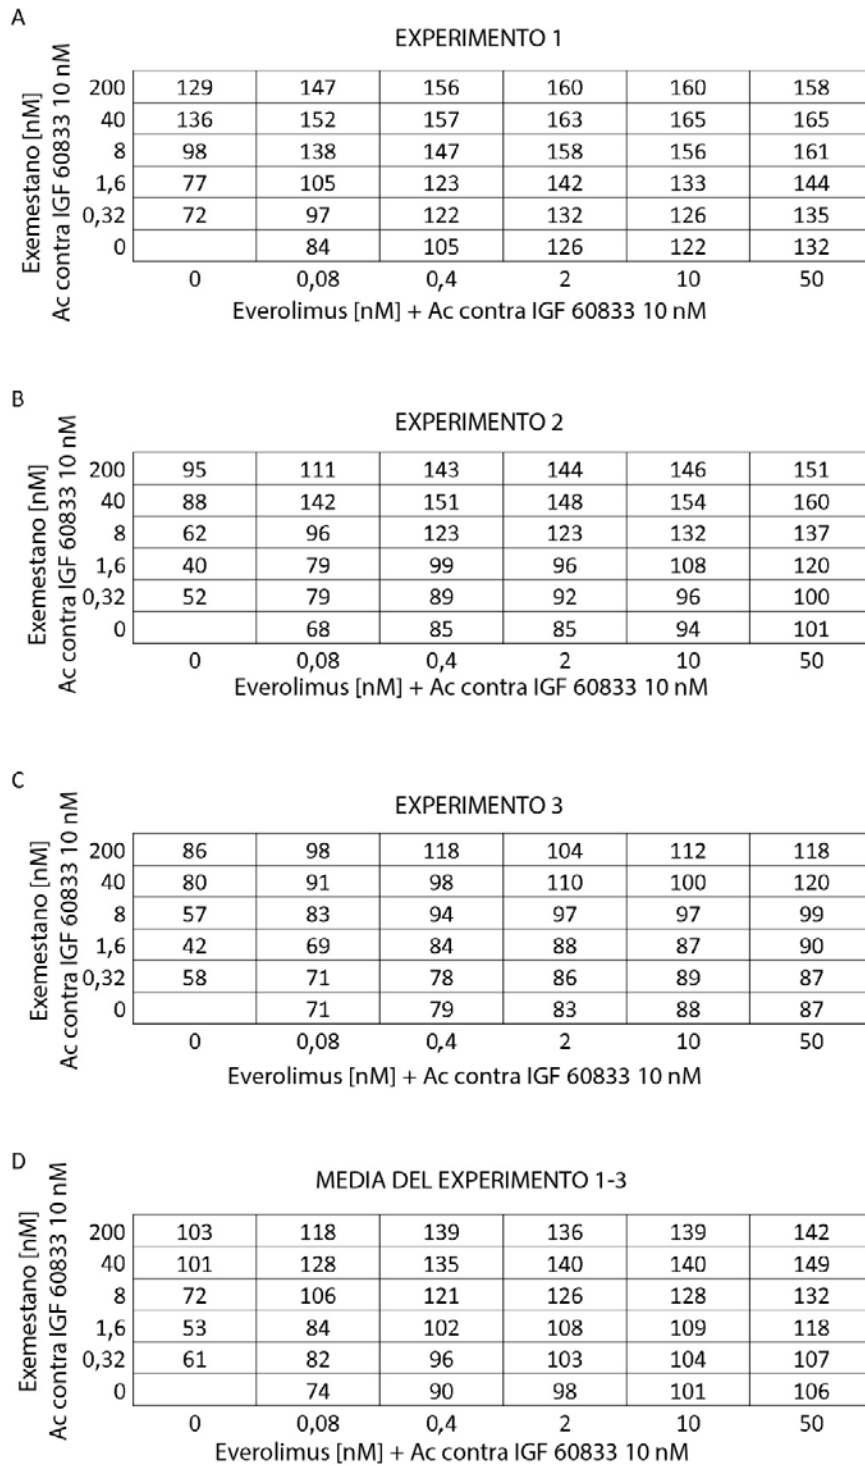 A
EXPERIMENTO 1
Exemestano [nM]
Ac contra IGF 60833 10 nM
200 129 147 156 160 160 158
40 136 152 157 163 165 165
8 98 138 147 158 156 161
1,6 77 105 123 142 133 144
0,32 72 97 122 132 126 135
0 84 105 126 122 132
0 0,08 0,4 2 10 50
Everolimus [nM] + Ac contra IGF 60833 10 nM
B
EXPERIMENTO 2
Exemestano [nM]
Ac contra IGF 60833 10 nM
200 95 111 143 144 146 151
40 88 142 151 148 154 160
8 62 96 123 123 132 137
1,6 40 79 99 96 108 120
0,32 52 79 89 92 96 100
0 68 85 85 94 101
0 0,08 0,4 2 10 50
Everolimus [nM] + Ac contra IGF 60833 10 nM
C
EXPERIMENTO 3
Exemestano [nM]
Ac contra IGF 60833 10 nM
200 86 98 118 104 112 118
40 80 91 98 110 100 120
8 57 83 94 97 97 99
1,6 42 69 84 88 87 90
0,32 58 71 78 86 89 87
0 71 79 83 88 87
0 0,08 0,4 2 10 50
Everolimus [nM] + Ac contra IGF 60833 10 nM
D
MEDIA DEL EXPERIMENTO 1-3
Exemestano [nM]
Ac contra IGF 60833 10 nM
200 103 118 139 136 139 142
40 101 128 135 140 140 149
8 72 106 121 126 128 132
1,6 53 84 102 108 109 118
0,32 61 82 96 103 104 107
0 74 90 98 101 106
0 0,08 0,4 2 10 50
Everolimus [nM] + Ac contra IGF 60833 10 nM